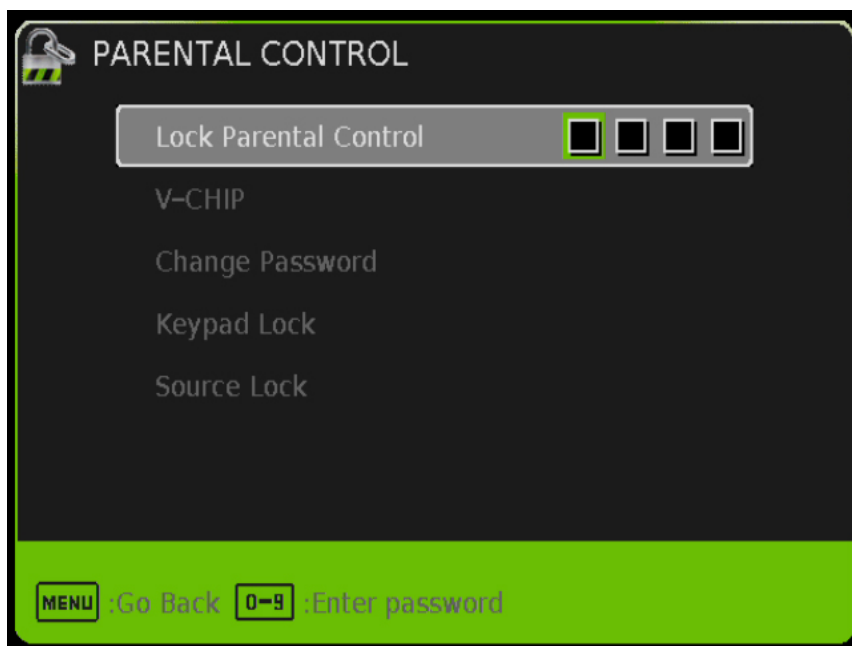 PARENTAL CONTROL
Lock Parental Control
V-CHIP
Change Password
Keypad Lock
Source Lock
MENU :Go Back 0-9 :Enter password